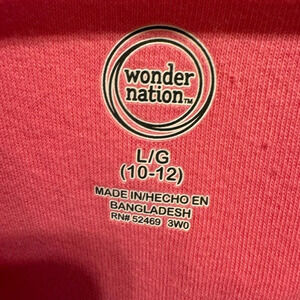 wonder
nation™
L/G
(10-12)
MADE IN/HECHO EN
BANGLADESH
RN# 52469 3W0